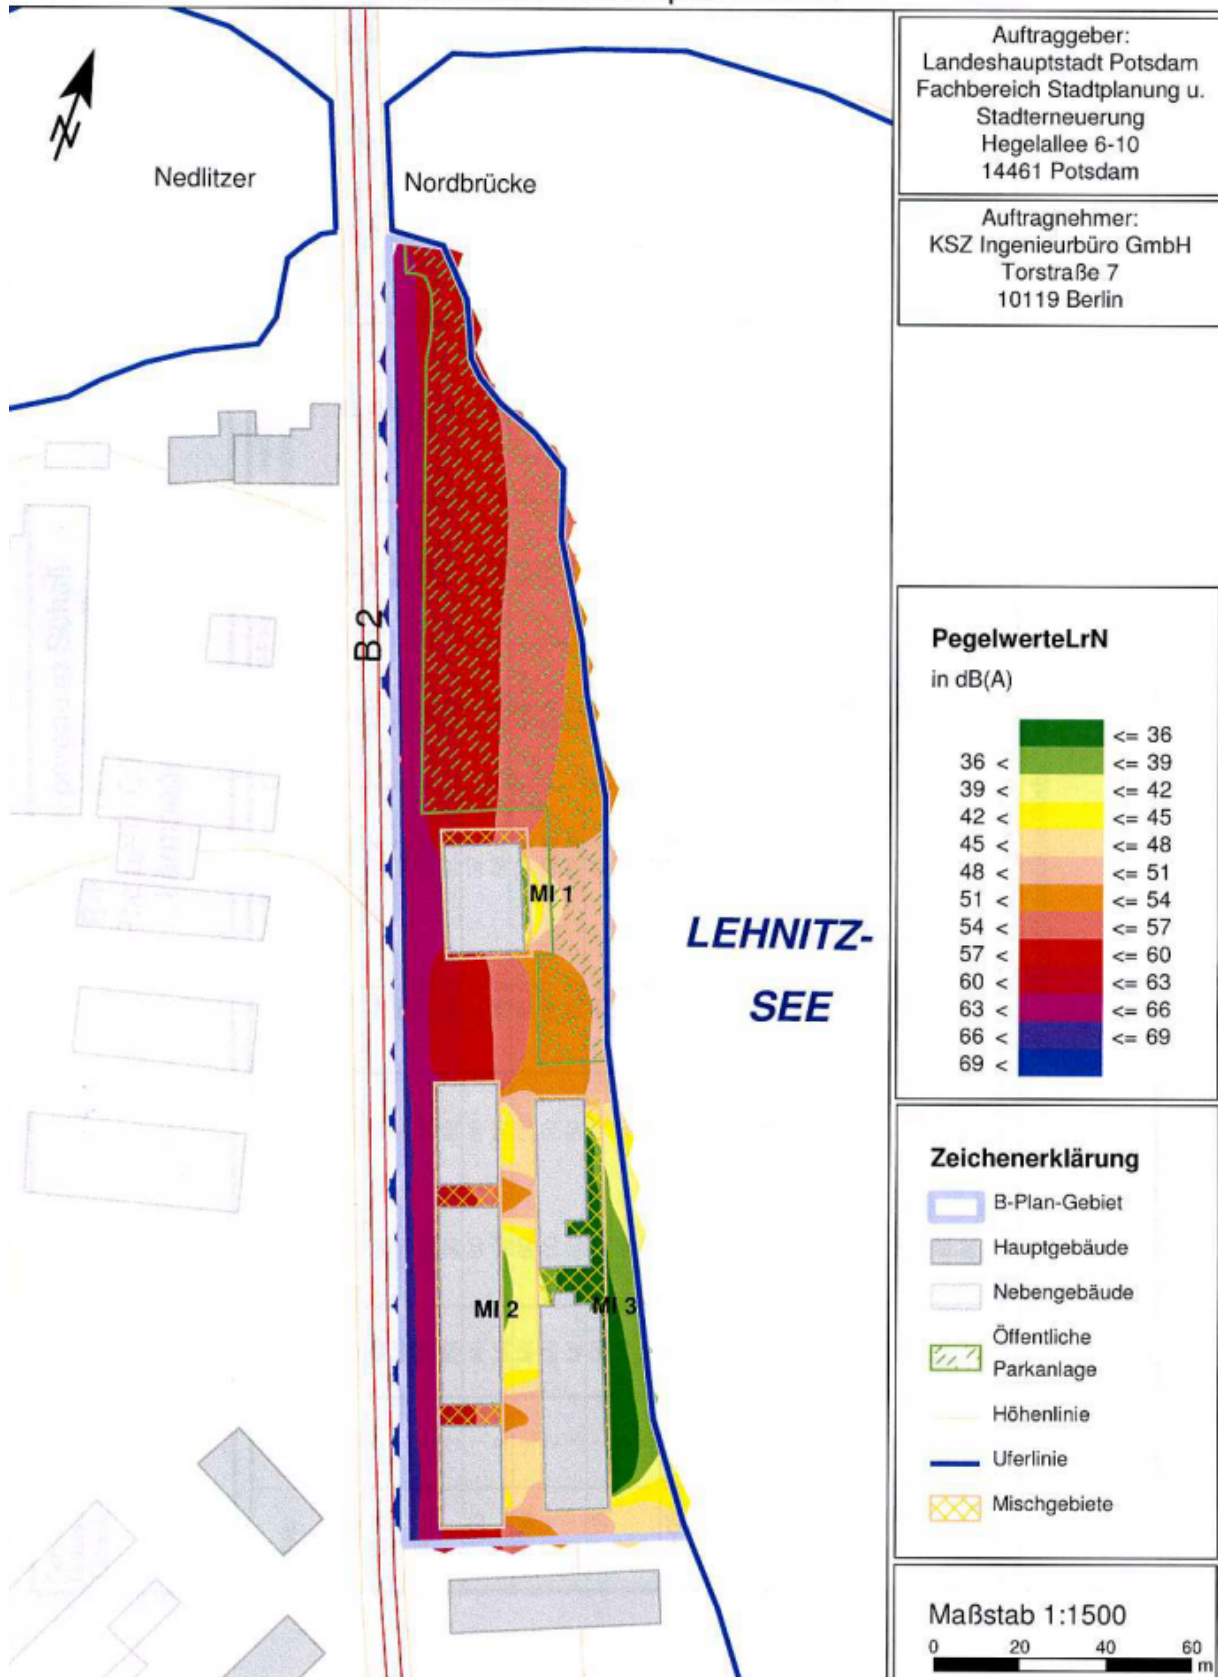 Nedlitzer
Nordbrücke
B 2
MI 1
MI 2
MI 3
LEHNITZ-
SEE
Auftraggeber:
Landeshauptstadt Potsdam
Fachbereich Stadtplanung u.
Stadterneuerung
Hegelallee 6-10
14461 Potsdam
Auftragnehmer:
KSZ Ingenieurbüro GmbH
Torstraße 7
10119 Berlin
PegelwerteLrN
in dB(A)
<= 36
36 < <= 39
39 < <= 42
42 < <= 45
45 < <= 48
48 < <= 51
51 < <= 54
54 < <= 57
57 < <= 60
60 < <= 63
63 < <= 66
66 < <= 69
69 <
Zeichenerklärung
B-Plan-Gebiet
Hauptgebäude
Nebengebäude
Öffentliche
Parkanlage
Höhenlinie
Uferlinie
Mischgebiete
Maßstab 1:1500
0 20 40 60
m